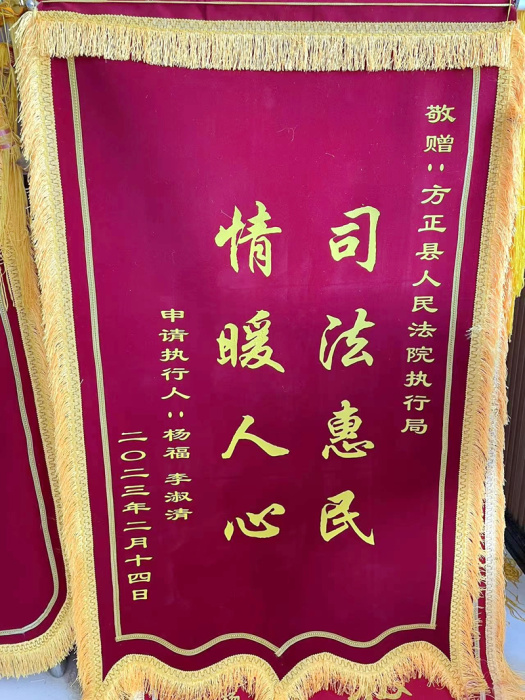 敬赠：方正县人民法院执行局
司法惠民
情暖人心
申请执行人：杨福 李淑清
二〇二三年二月十四日